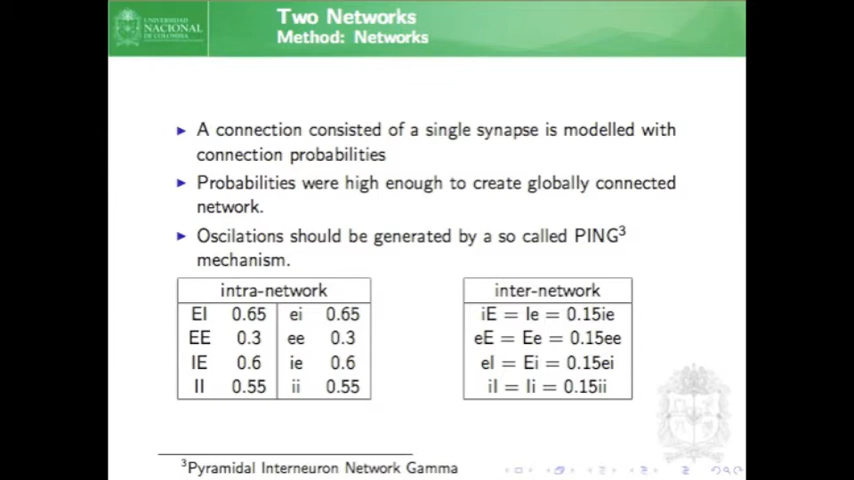 UNIVERSIDAD
NACIONAL
DE COLOMBIA
Two Networks
Method: Networks
► A connection consisted of a single synapse is modelled with
connection probabilities
► Probabilities were high enough to create globally connected
network.
► Oscilations should be generated by a so called PING³
mechanism.
intra-network
EI 0.65 ei 0.65
EE 0.3 ee 0.3
IE 0.6 ie 0.6
II 0.55 ii 0.55
inter-network
iE = Ie = 0.15ie
eE = Ee = 0.15ee
eI = Ei = 0.15ei
iI = Ii = 0.15ii
³Pyramidal Interneuron Network Gamma